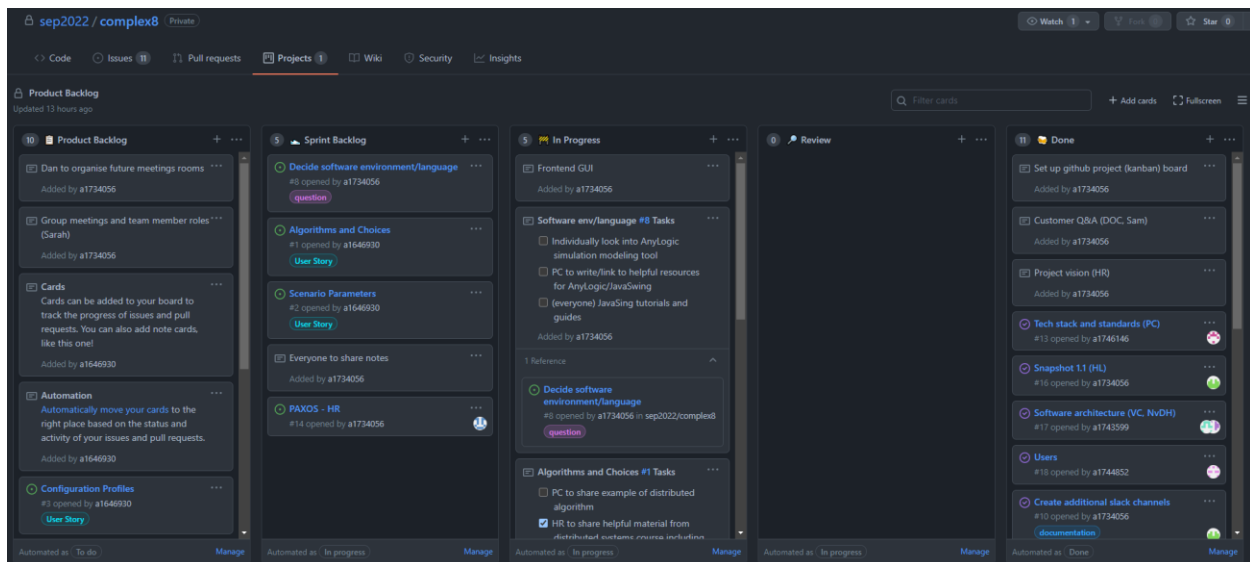 sep2022 / complex8 Private
Watch 1
Fork 0
Star 0
Code
Issues 11
Pull requests
Projects 1
Wiki
Security
Insights
Product Backlog
Updated 13 hours ago
Filter cards
+ Add cards
Fullscreen
10 Product Backlog
Dan to organise future meetings rooms
Added by a1734056
Group meetings and team member roles
(Sarah)
Added by a1734056
Cards
Cards can be added to your board to
track the progress of issues and pull
requests. You can also add note cards,
like this one!
Added by a1646930
Automation
Automatically move your cards to the
right place based on the status and
activity of your issues and pull requests.
Added by a1646930
Configuration Profiles
#3 opened by a1646930
User Story
Automated as To do
Manage
5 Sprint Backlog
Decide software environment/language
#8 opened by a1734056
question
Algorithms and Choices
#1 opened by a1646930
User Story
Scenario Parameters
#2 opened by a1646930
User Story
Everyone to share notes
Added by a1734056
PAXOS - HR
#14 opened by a1734056
Automated as In progress
Manage
5 In Progress
Frontend GUI
Added by a1734056
Software env/language #8 Tasks
Individually look into AnyLogic
simulation modeling tool
PC to write/link to helpful resources
for AnyLogic/JavaSwing
(everyone) JavaSing tutorials and
guides
Added by a1734056
1 Reference
Decide software
environment/language
#8 opened by a1734056 in sep2022/complex8
question
Algorithms and Choices #1 Tasks
PC to share example of distributed
algorithm
HR to share helpful material from
distributed systems course including
Automated as In progress
Manage
0 Review
Automated as In progress
Manage
11 Done
Set up github project (kanban) board
Added by a1734056
Customer Q&A (DOC, Sam)
Added by a1734056
Project vision (HR)
Added by a1734056
Tech stack and standards (PC)
#13 opened by a1746146
Snapshot 1.1 (HL)
#16 opened by a1734056
Software architecture (VC, NvDH)
#17 opened by a1743599
Users
#18 opened by a1744852
Create additional slack channels
#10 opened by a1734056
documentation
Automated as Done
Manage